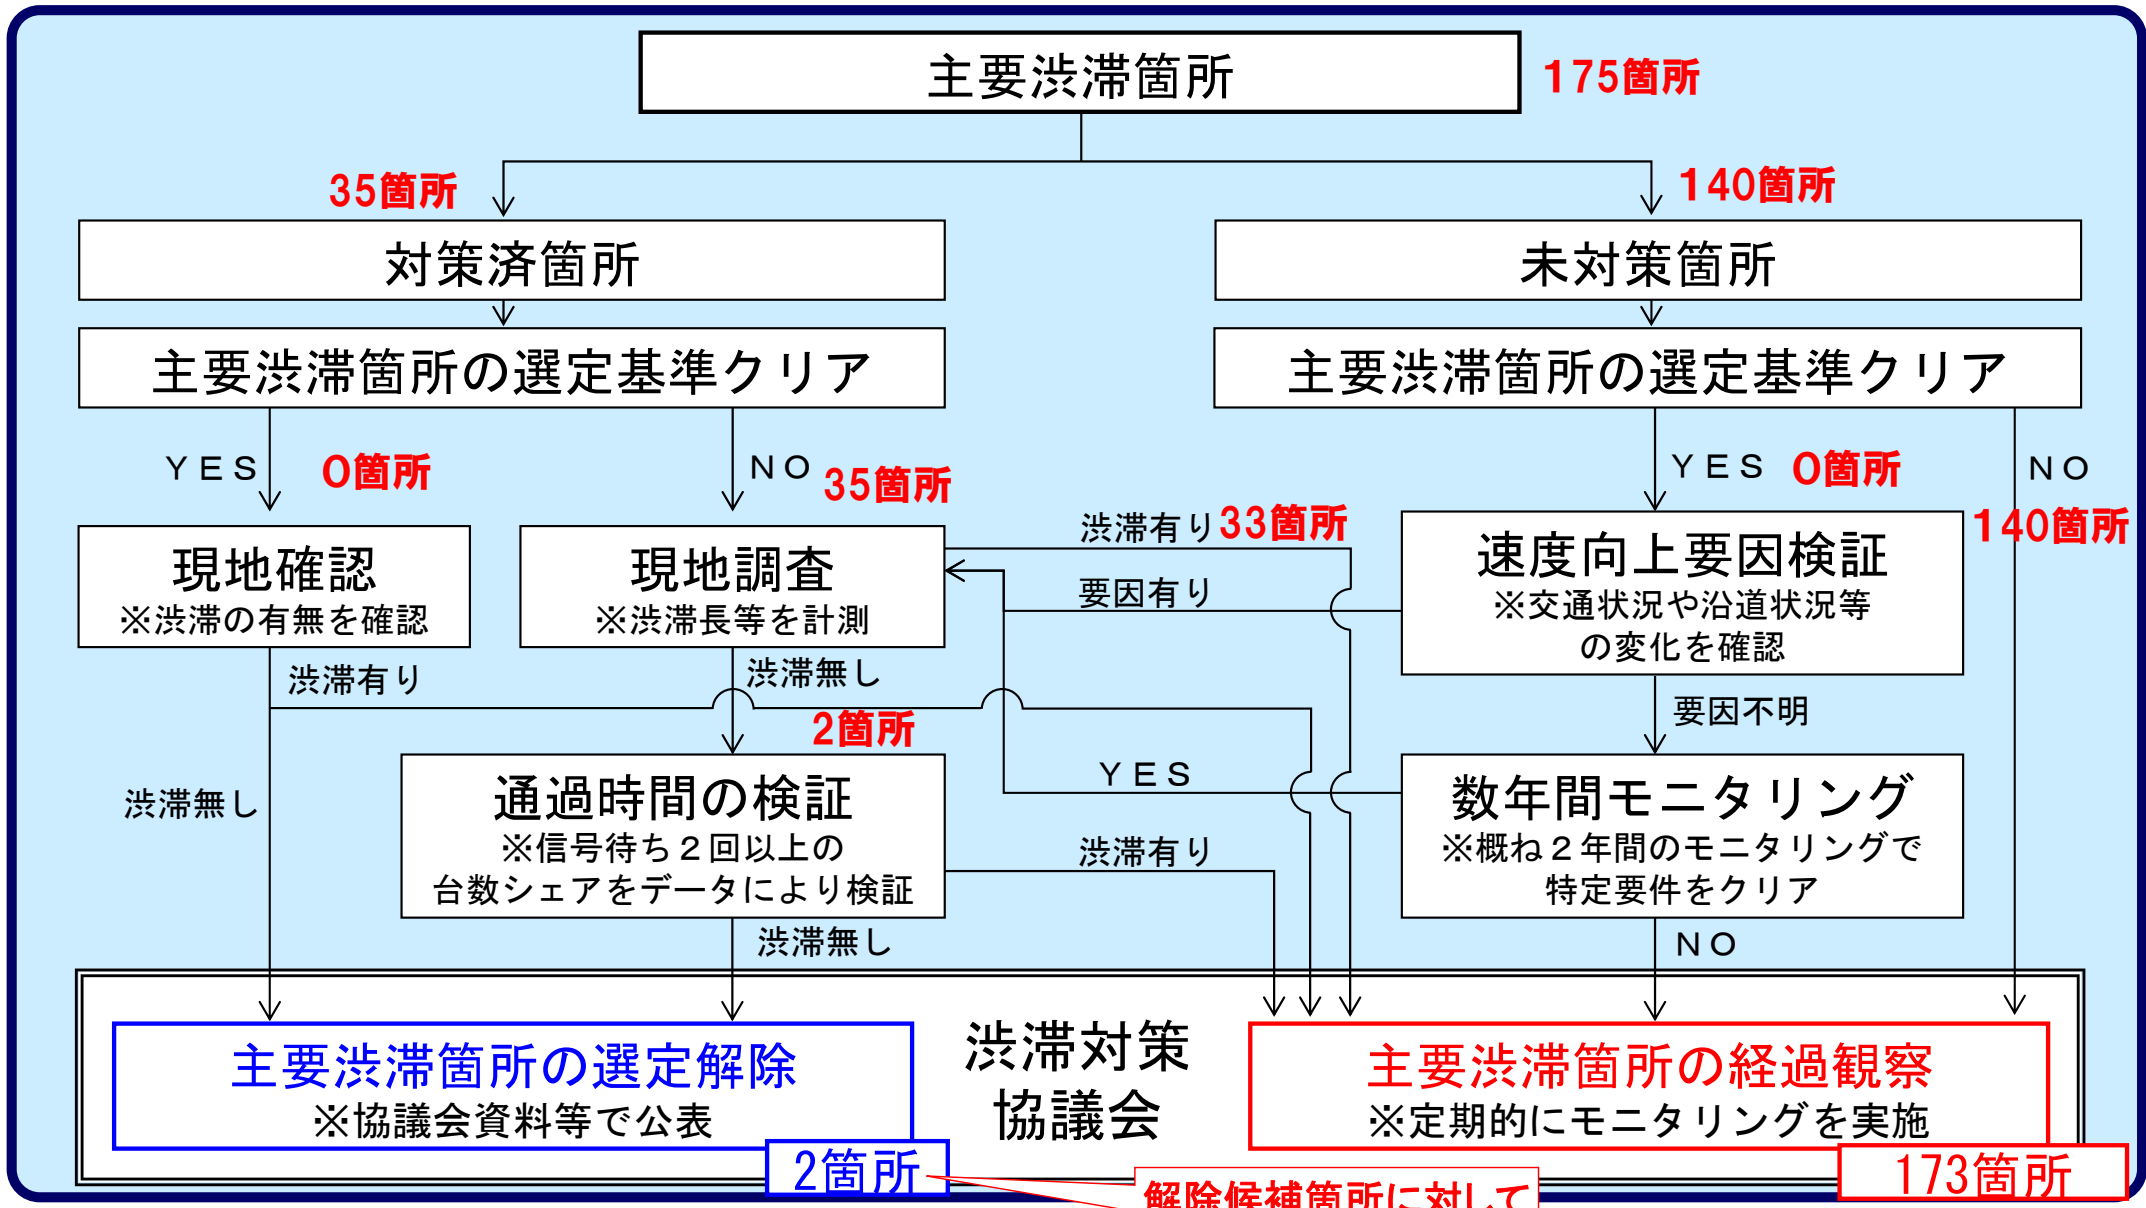 主要渋滞箇所
175箇所
35箇所
140箇所
対策済箇所
未対策箇所
主要渋滞箇所の選定基準クリア
主要渋滞箇所の選定基準クリア
ＹＥＳ
0箇所
ＮＯ
35箇所
ＹＥＳ
0箇所
ＮＯ
140箇所
渋滞有り
33箇所
現地確認
※渋滞の有無を確認
現地調査
※渋滞長等を計測
要因有り
速度向上要因検証
※交通状況や沿道状況等
の変化を確認
渋滞有り
渋滞無し
2箇所
要因不明
渋滞無し
通過時間の検証
※信号待ち２回以上の
台数シェアをデータにより検証
ＹＥＳ
渋滞有り
数年間モニタリング
※概ね２年間のモニタリングで
特定要件をクリア
渋滞無し
ＮＯ
主要渋滞箇所の選定解除
※協議会資料等で公表
2箇所
渋滞対策
協議会
主要渋滞箇所の経過観察
※定期的にモニタリングを実施
173箇所
解除候補箇所に対して